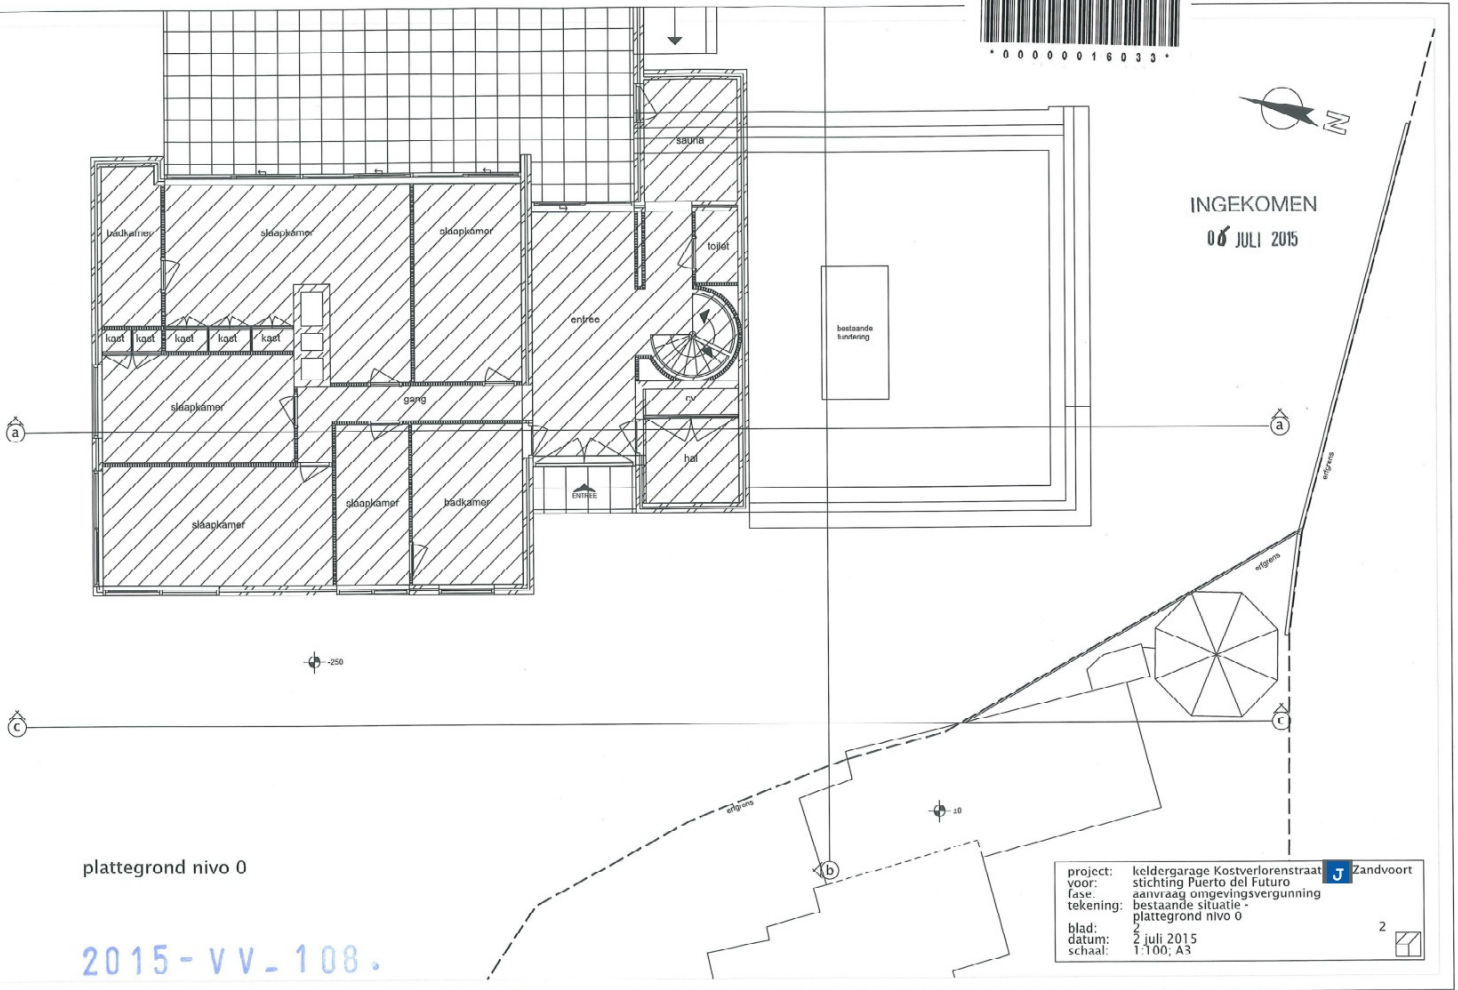 *00000016033*
N
INGEKOMEN
06 JULI 2015
sauna
badkamer
slaapkamer
slaapkamer
toilet
entree
bestaande
fundering
kast
kast
kast
kast
kast
gang
cv
slaapkamer
a
a
hal
erfgrens
slaapkamer
slaapkamer
badkamer
ENTREE
erfgrens
-250
c
c
erfgrens
±0
b
plattegrond nivo 0
2015-VV-108.
project: keldergarage Kostverlorenstraat J Zandvoort
voor: stichting Puerto del Futuro
fase: aanvraag omgevingsvergunning
tekening: bestaande situatie -
plattegrond nivo 0
blad: 2
2
datum: 2 juli 2015
schaal: 1:100; A3